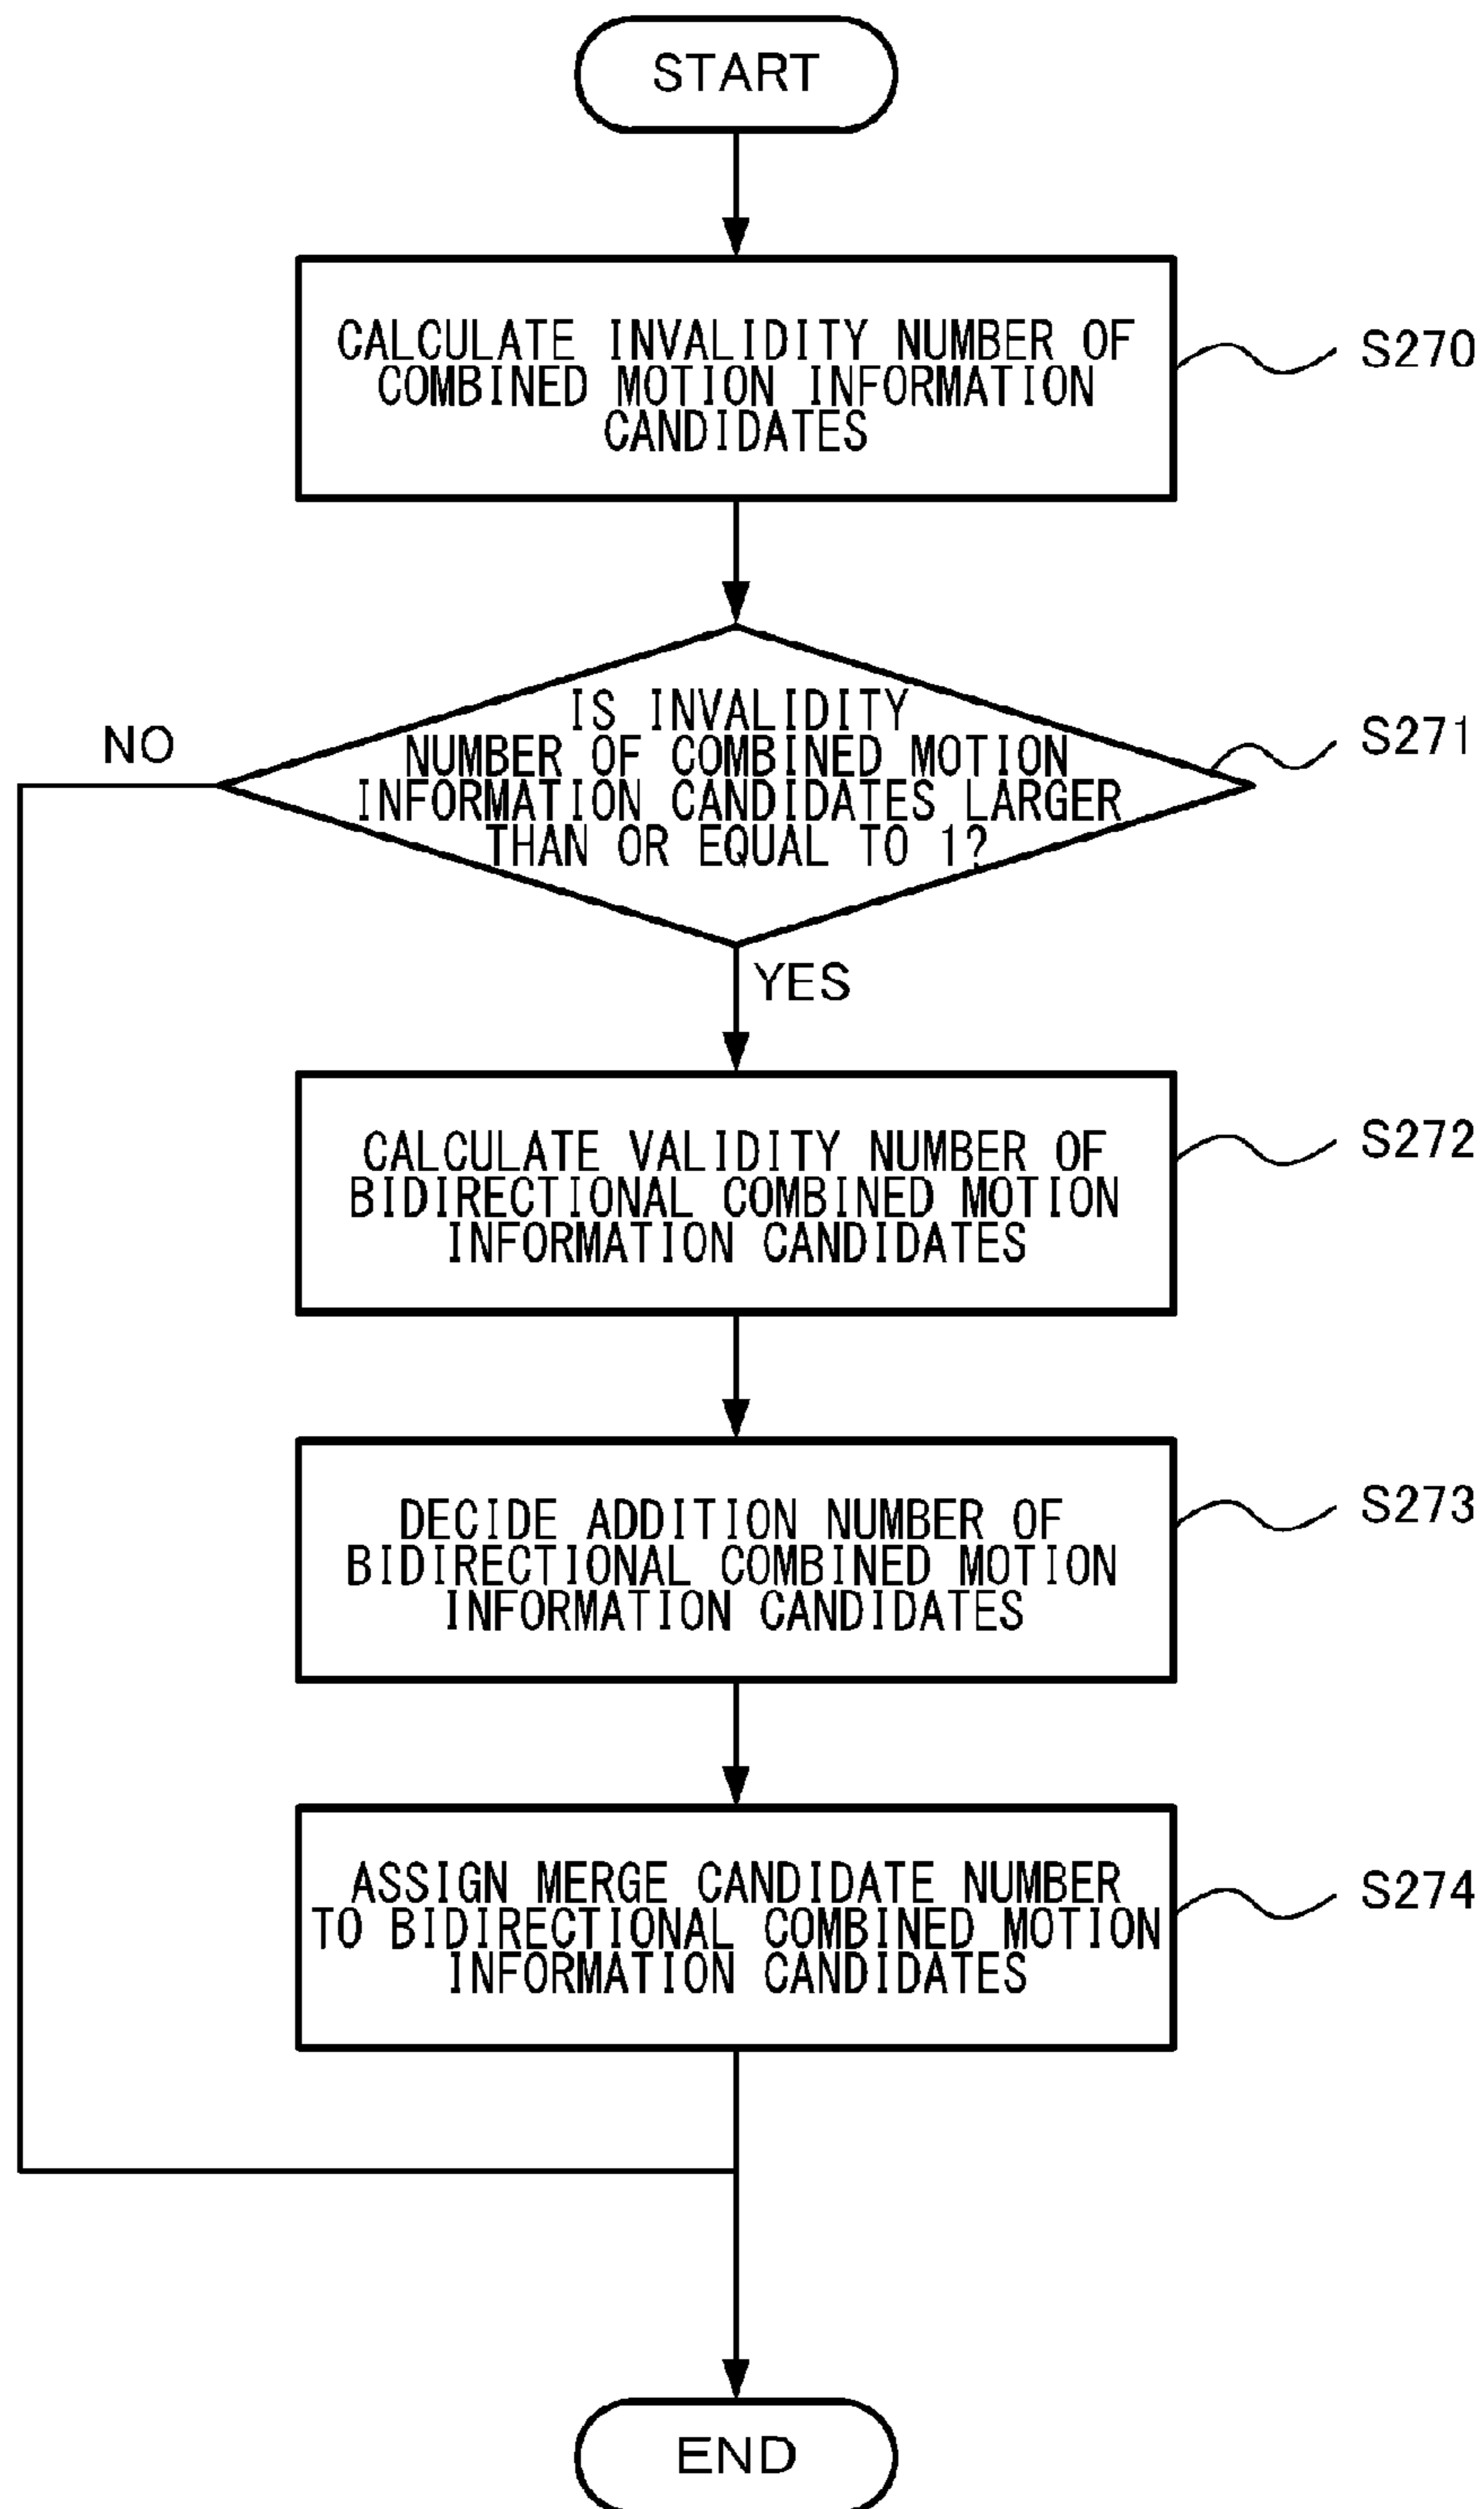 START
CALCULATE INVALIDITY NUMBER OF
COMBINED MOTION INFORMATION
CANDIDATES
S270
IS INVALIDITY
NUMBER OF COMBINED MOTION
INFORMATION CANDIDATES LARGER
THAN OR EQUAL TO 1?
S271
NO
YES
CALCULATE VALIDITY NUMBER OF
BIDIRECTIONAL COMBINED MOTION
INFORMATION CANDIDATES
S272
DECIDE ADDITION NUMBER OF
BIDIRECTIONAL COMBINED MOTION
INFORMATION CANDIDATES
S273
ASSIGN MERGE CANDIDATE NUMBER
TO BIDIRECTIONAL COMBINED MOTION
INFORMATION CANDIDATES
S274
END